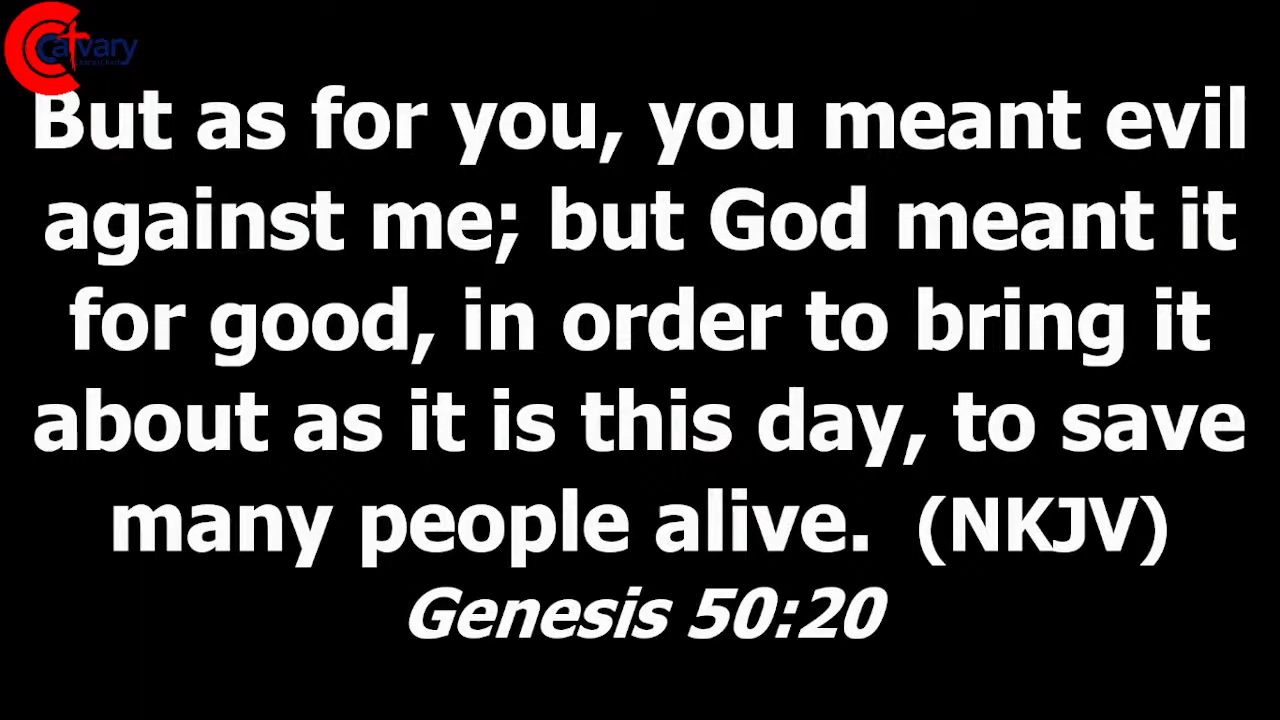 Calvary
But as for you, you meant evil
against me; but God meant it
for good, in order to bring it
about as it is this day, to save
many people alive. (NKJV)
Genesis 50:20